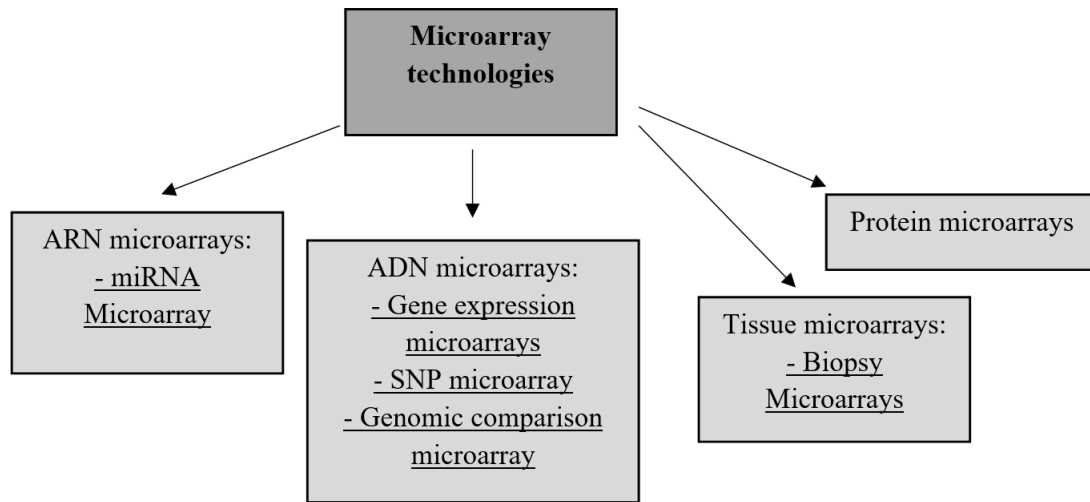 Microarray
technologies
ARN microarrays:
- miRNA
Microarray
ADN microarrays:
- Gene expression
microarrays
- SNP microarray
- Genomic comparison
microarray
Tissue microarrays:
- Biopsy
Microarrays
Protein microarrays